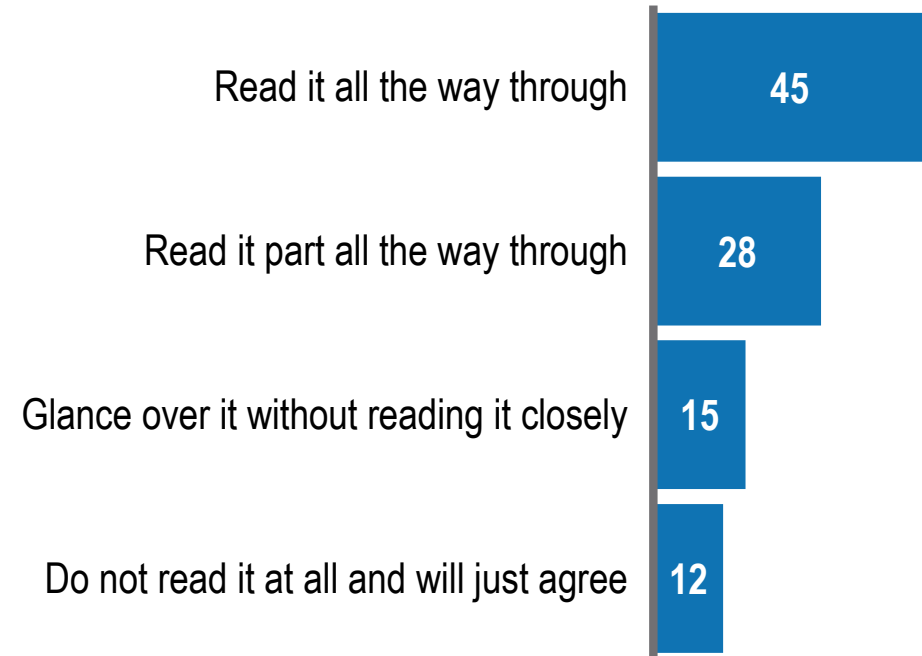 Read it all the way through 45
Read it part all the way through 28
Glance over it without reading it closely 15
Do not read it at all and will just agree 12